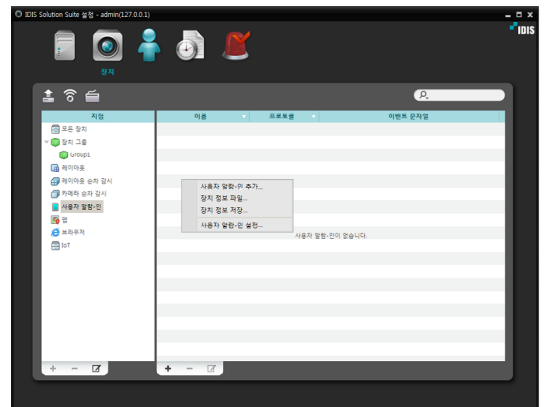 IDIS Solution Suite 설정 - admin(127.0.0.1)
IDIS
장치
지점
이름
프로토콜
이벤트 문자열
모든 장치
장치 그룹
Group1
레이아웃
레이아웃 순차 감시
카메라 순차 감시
사용자 알람-인
맵
브라우저
IoT
사용자 알람-인 추가...
장치 정보 파일...
장치 정보 저장...
사용자 알람-인 설정...
사용자 알람-인이 없습니다.